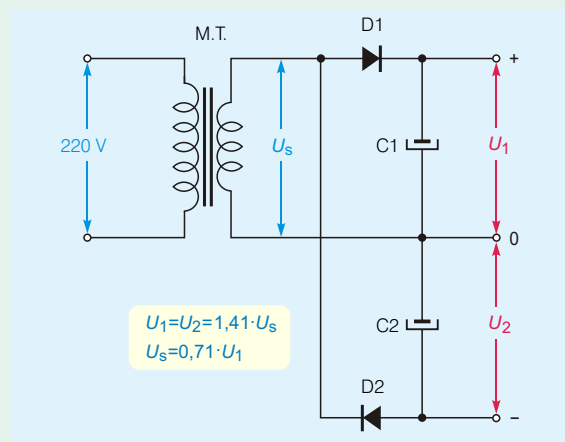 M.T.
D1
+
220 V
Us
C1
U1
0
U1=U2=1,41·Us
Us=0,71·U1
C2
U2
D2
−